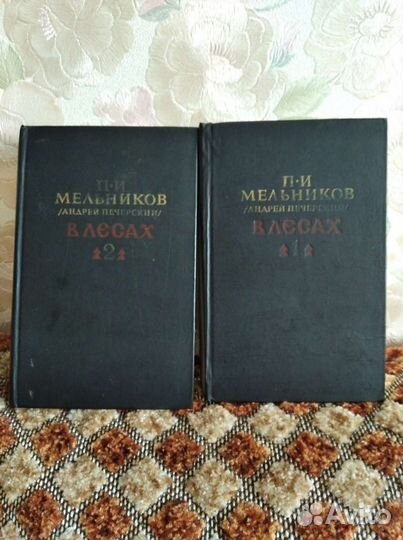 П·И
МЕЛЬНИКОВ
/АНДРЕЙ ПЕЧЕРСКИЙ/
В ЛЕСАХ
2
П·И
МЕЛЬНИКОВ
/АНДРЕЙ ПЕЧЕРСКИЙ/
В ЛЕСАХ
1
Avito